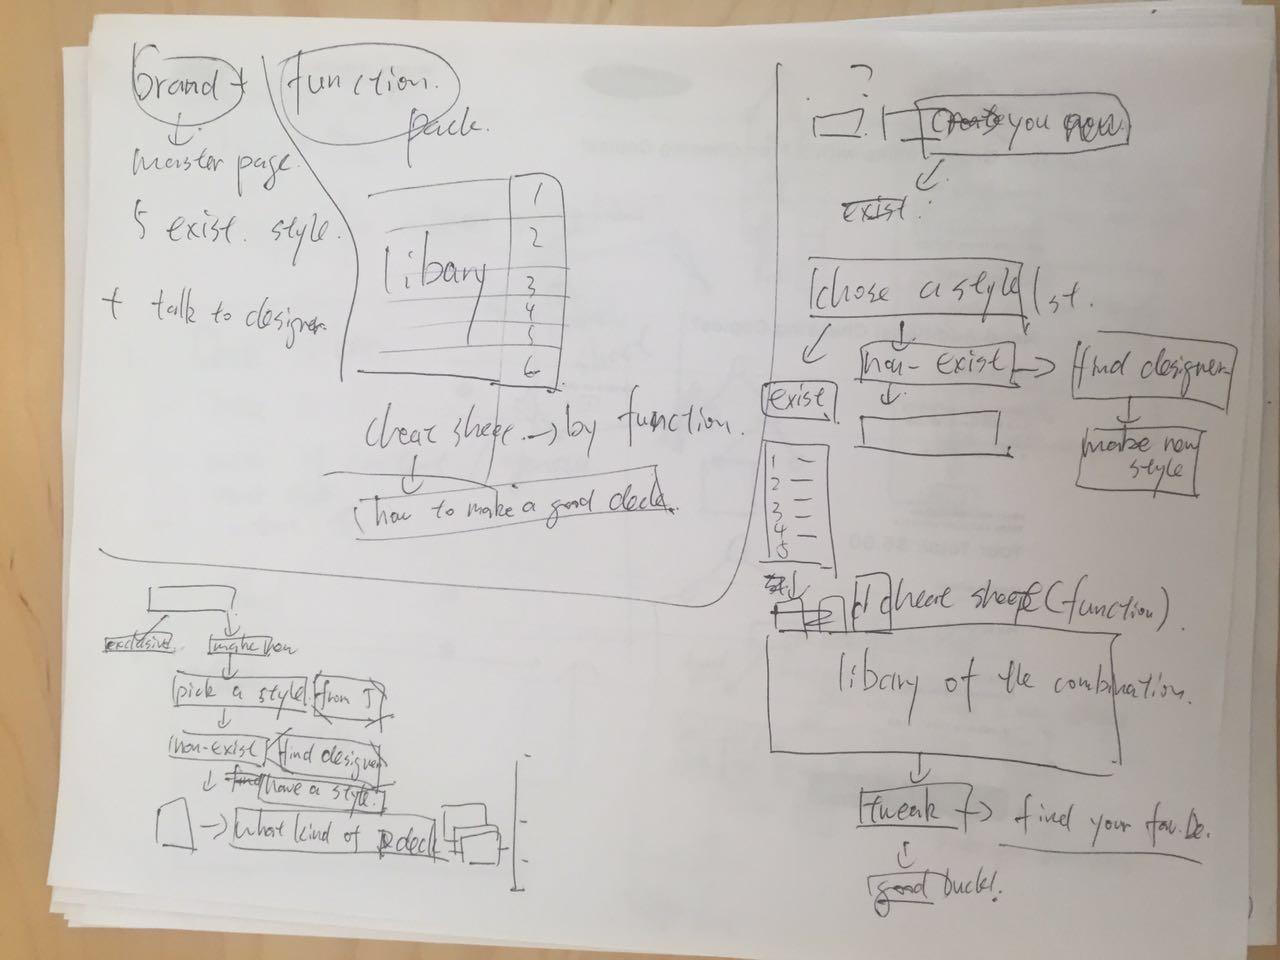 brand +
function
pack.
master page.
5 exist. style.
+ talk to designer
libary
1
2
3
4
5
6
cheat sheet → by function.
how to make a good deck.
exclusive
make new
pick a style
from 5
non-exist
find designer
have a style.
→ what kind of deck
?
create you own.
exist.
chose a style 1st.
non-exist → find designer
exist
make new
style
1 —
2 —
3 —
4 —
5
cheat sheet (function).
libary of the combination.
tweak → find your fav.
good